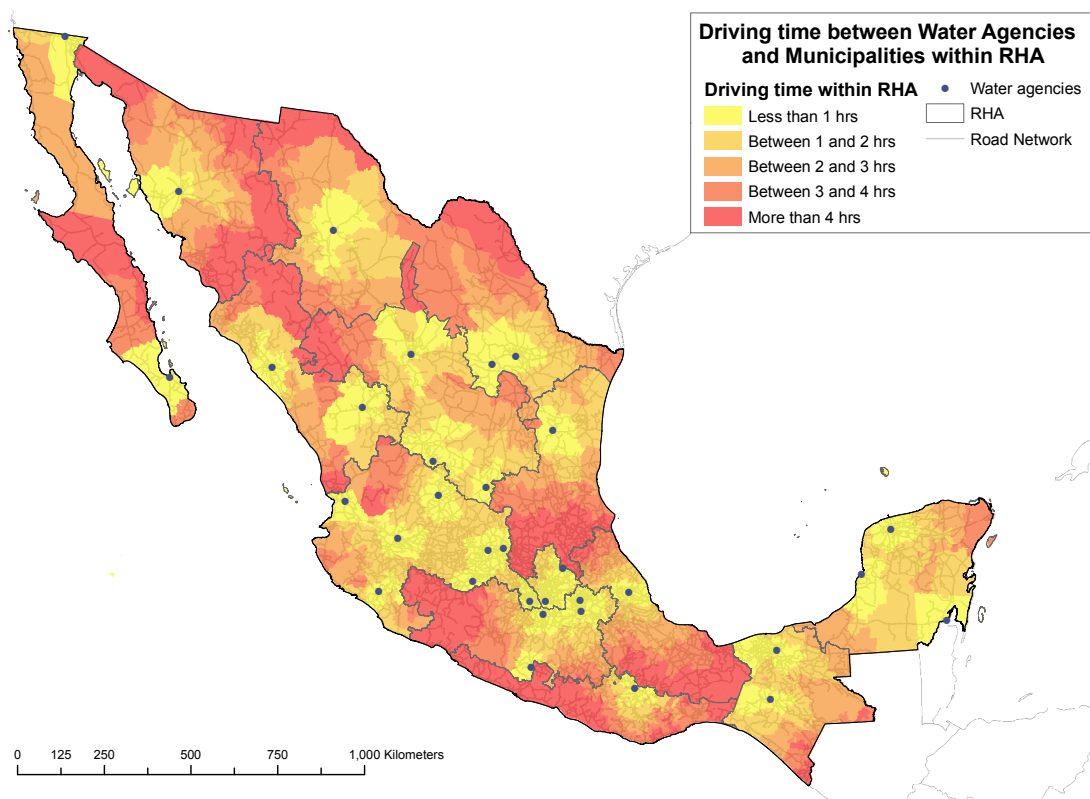 Driving time between Water Agencies
and Municipalities within RHA
Driving time within RHA
Less than 1 hrs
Between 1 and 2 hrs
Between 2 and 3 hrs
Between 3 and 4 hrs
More than 4 hrs
Water agencies
RHA
Road Network
0 125 250 500 750 1,000 Kilometers